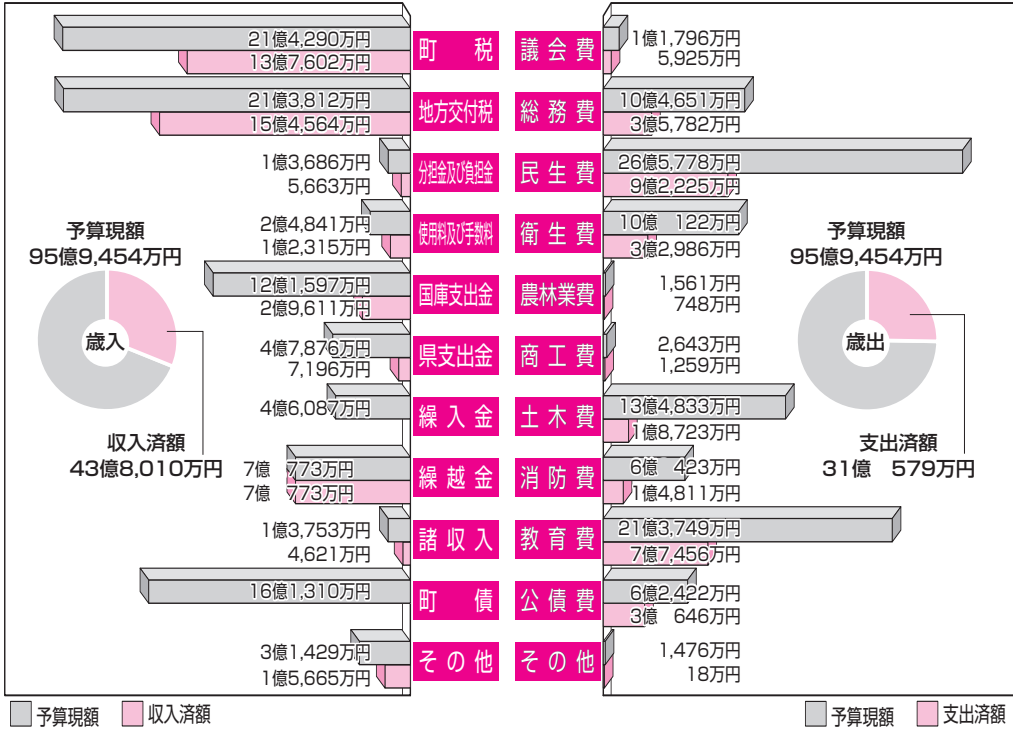 21億4,290万円
13億7,602万円
町税
議会費
1億1,796万円
5,925万円
21億3,812万円
15億4,564万円
地方交付税
総務費
10億4,651万円
3億5,782万円
1億3,686万円
5,663万円
分担金及び負担金
民生費
26億5,778万円
9億2,225万円
2億4,841万円
1億2,315万円
使用料及び手数料
衛生費
10億 122万円
3億2,986万円
12億1,597万円
2億9,611万円
国庫支出金
農林業費
1,561万円
748万円
4億7,876万円
7,196万円
県支出金
商工費
2,643万円
1,259万円
4億6,087万円
繰入金
土木費
13億4,833万円
1億8,723万円
7億 773万円
7億 773万円
繰越金
消防費
6億 423万円
1億4,811万円
1億3,753万円
4,621万円
諸収入
教育費
21億3,749万円
7億7,456万円
16億1,310万円
町債
公債費
6億2,422万円
3億 646万円
3億1,429万円
1億5,665万円
その他
その他
1,476万円
18万円
予算現額
95億9,454万円
歳入
収入済額
43億8,010万円
予算現額
95億9,454万円
歳出
支出済額
31億 579万円
予算現額
収入済額
予算現額
支出済額